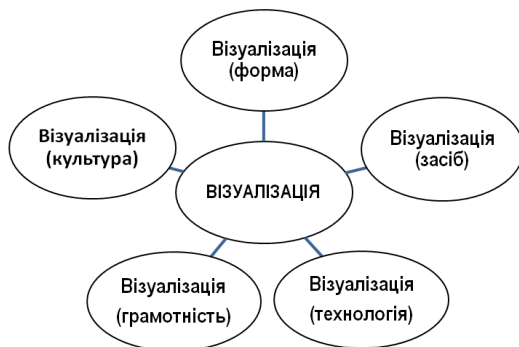 Візуалізація
(форма)
Візуалізація
(культура)
Візуалізація
(засіб)
ВІЗУАЛІЗАЦІЯ
Візуалізація
(грамотність)
Візуалізація
(технологія)